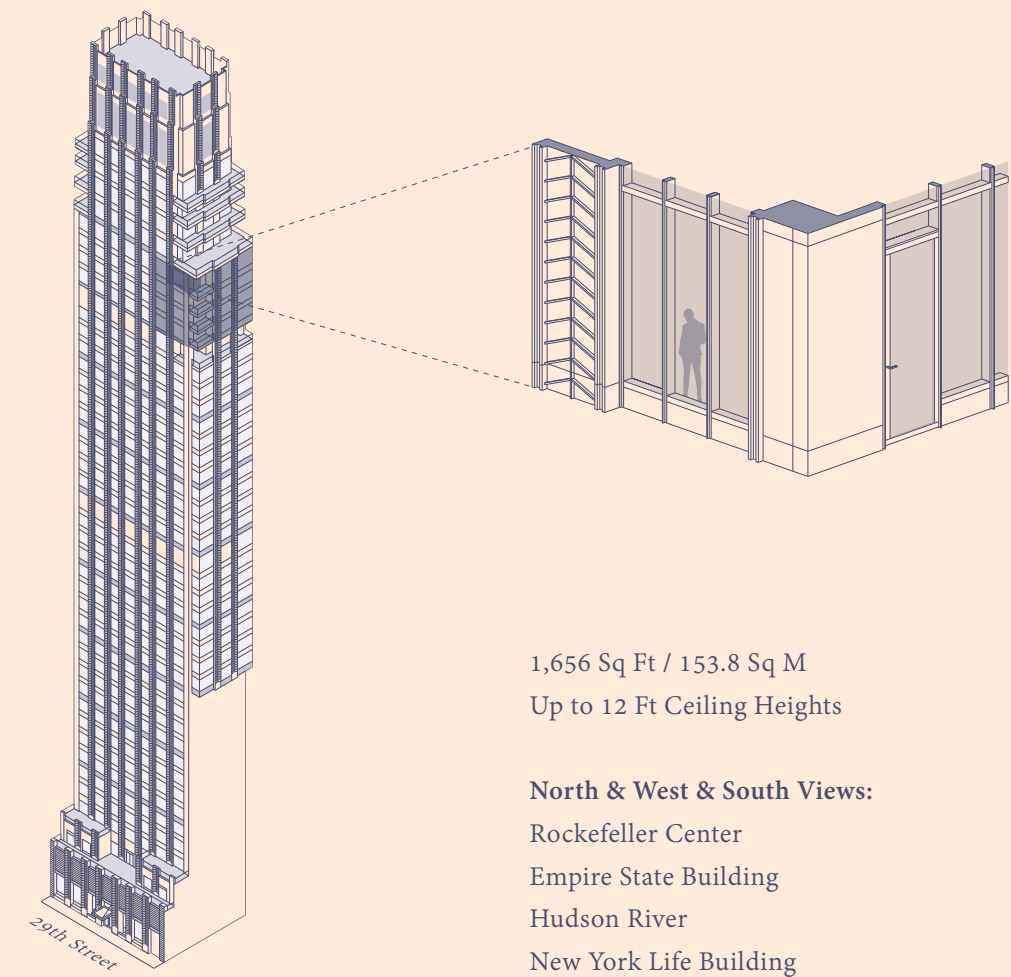 1,656 Sq Ft / 153.8 Sq M
Up to 12 Ft Ceiling Heights
North & West & South Views:
Rockefeller Center
Empire State Building
Hudson River
New York Life Building
29th Street